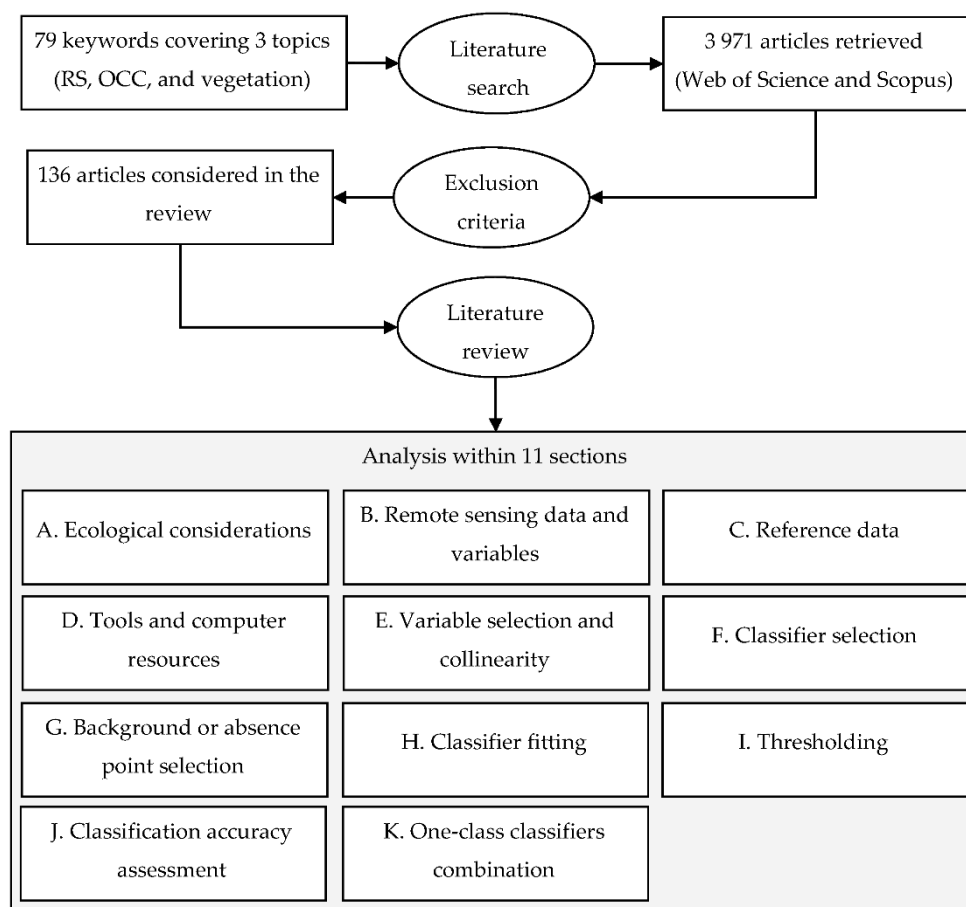 79 keywords covering 3 topics
(RS, OCC, and vegetation)
Literature
search
3 971 articles retrieved
(Web of Science and Scopus)
136 articles considered in the
review
Exclusion
criteria
Literature
review
Analysis within 11 sections
A. Ecological considerations
B. Remote sensing data and
variables
C. Reference data
D. Tools and computer
resources
E. Variable selection and
collinearity
F. Classifier selection
G. Background or absence
point selection
H. Classifier fitting
I. Thresholding
J. Classification accuracy
assessment
K. One-class classifiers
combination